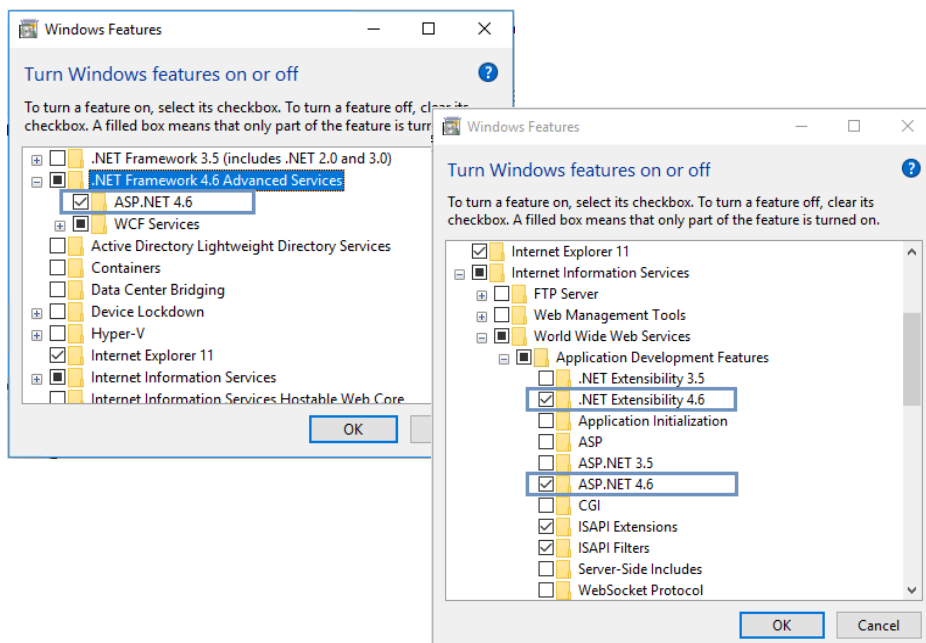 Windows Features
Turn Windows features on or off
To turn a feature on, select its checkbox. To turn a feature off, clear its
checkbox. A filled box means that only part of the feature is tur
.NET Framework 3.5 (includes .NET 2.0 and 3.0)
.NET Framework 4.6 Advanced Services
ASP.NET 4.6
WCF Services
Active Directory Lightweight Directory Services
Containers
Data Center Bridging
Device Lockdown
Hyper-V
Internet Explorer 11
Internet Information Services
Internet Information Services Hostable Web Core
OK
Windows Features
Turn Windows features on or off
To turn a feature on, select its checkbox. To turn a feature off, clear its
checkbox. A filled box means that only part of the feature is turned on.
Internet Explorer 11
Internet Information Services
FTP Server
Web Management Tools
World Wide Web Services
Application Development Features
.NET Extensibility 3.5
.NET Extensibility 4.6
Application Initialization
ASP
ASP.NET 3.5
ASP.NET 4.6
CGI
ISAPI Extensions
ISAPI Filters
Server-Side Includes
WebSocket Protocol
OK
Cancel